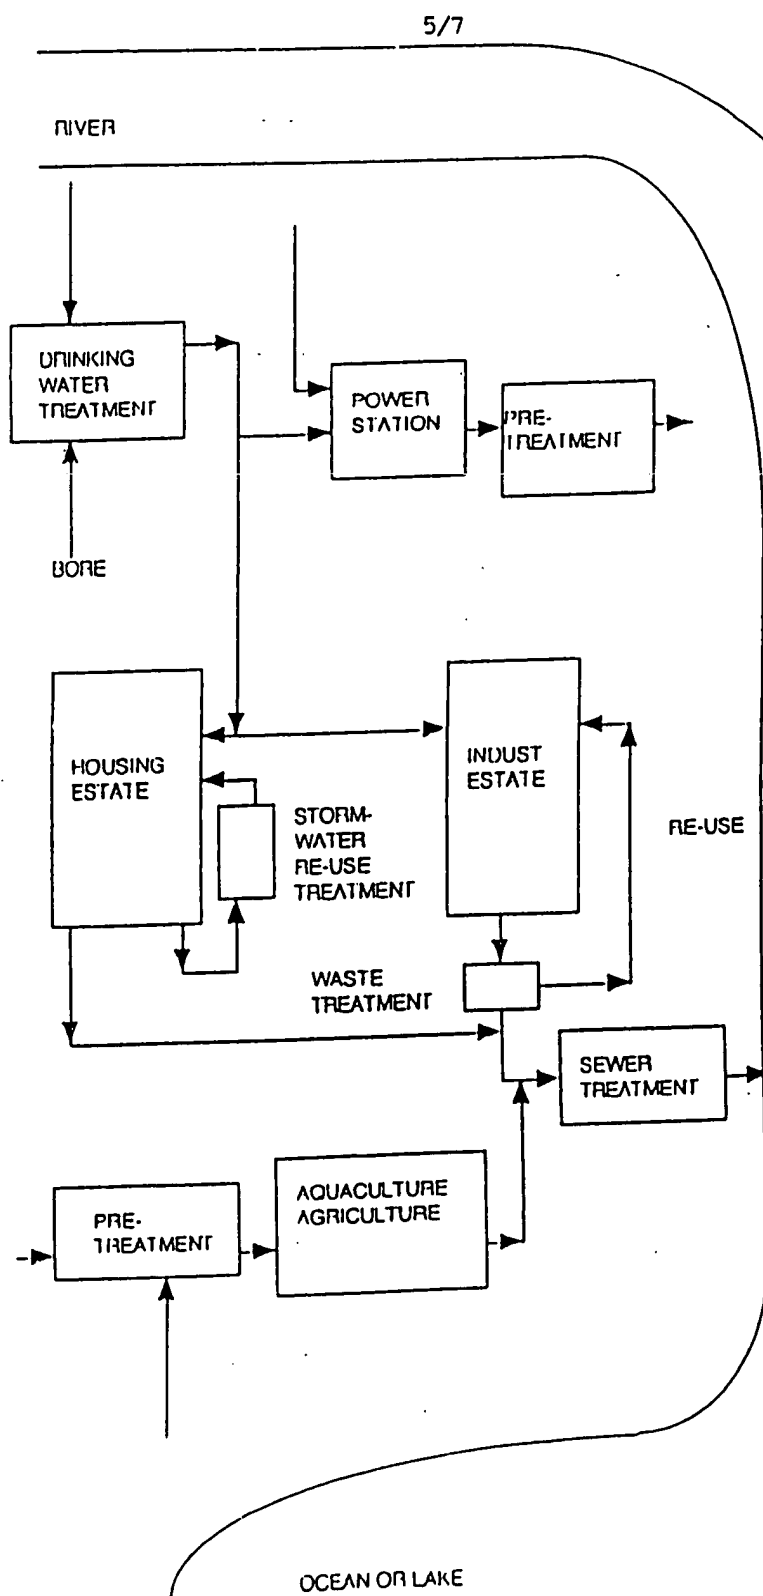 5/7
RIVER
DRINKING
WATER
TREATMENT
POWER
STATION
PRE-
TREATMENT
BORE
HOUSING
ESTATE
INDUST
ESTATE
STORM-
WATER
RE-USE
TREATMENT
RE-USE
WASTE
TREATMENT
SEWER
TREATMENT
PRE-
TREATMENT
AQUACULTURE
AGRICULTURE
OCEAN OR LAKE